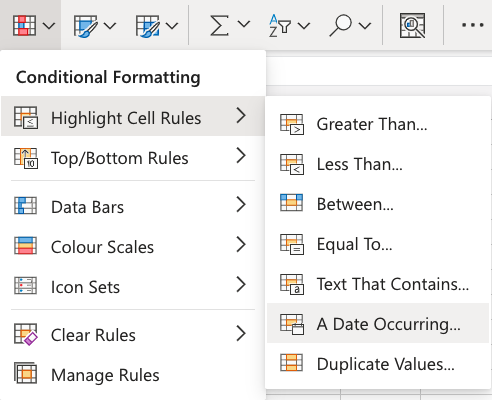 Conditional Formatting
Highlight Cell Rules
Top/Bottom Rules
Data Bars
Colour Scales
Icon Sets
Clear Rules
Manage Rules
Greater Than...
Less Than...
Between...
Equal To...
Text That Contains...
A Date Occurring...
Duplicate Values...